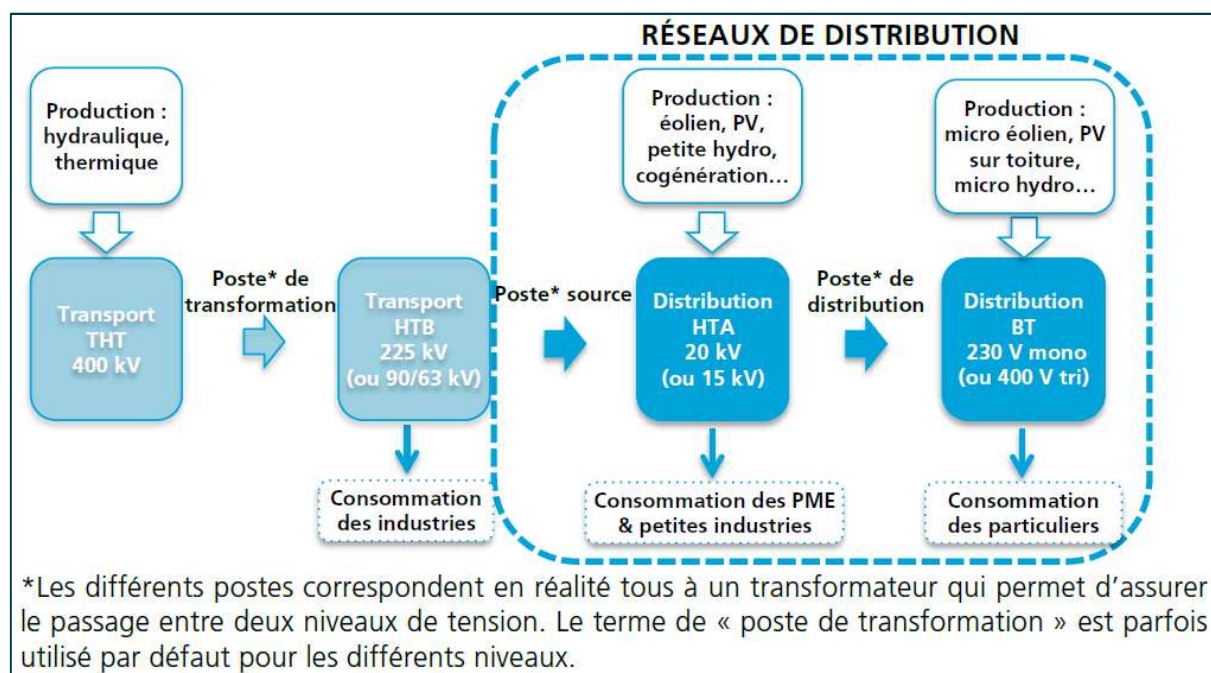 RÉSEAUX DE DISTRIBUTION
Production :
hydraulique,
thermique
Production :
éolien, PV,
petite hydro,
cogénération...
Production :
micro éolien, PV
sur toiture,
micro hydro...
Transport
THT
400 kV
Poste* de
transformation
Transport
HTB
225 kV
(ou 90/63 kV)
Poste* source
Distribution
HTA
20 kV
(ou 15 kV)
Poste* de
distribution
Distribution
BT
230 V mono
(ou 400 V tri)
Consommation
des industries
Consommation des PME
& petites industries
Consommation
des particuliers
*Les différents postes correspondent en réalité tous à un transformateur qui permet d’assurer
le passage entre deux niveaux de tension. Le terme de « poste de transformation » est parfois
utilisé par défaut pour les différents niveaux.